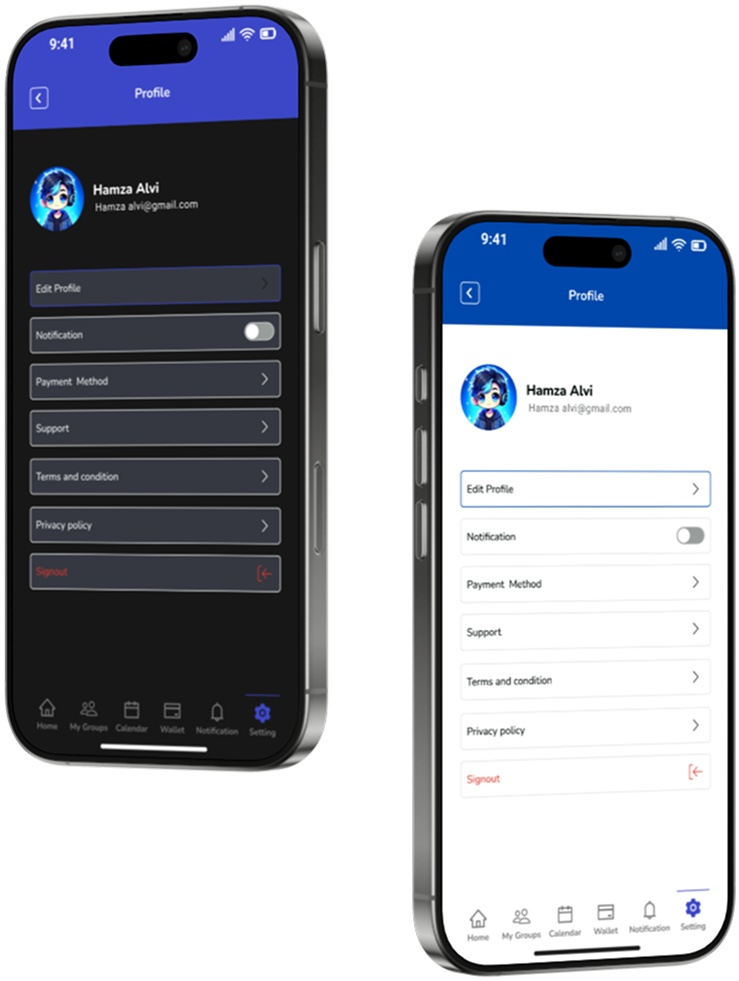 9:41
Profile
Hamza Alvi
Hamza alvi@gmail.com
Edit Profile
Notification
Payment Method
Support
Terms and condition
Privacy policy
Signout
Home My Groups Calendar Wallet Notification Setting
9:41
Profile
Hamza Alvi
Hamza alvi@gmail.com
Edit Profile
Notification
Payment Method
Support
Terms and condition
Privacy policy
Signout
Home My Groups Calendar Wallet Notification Setting